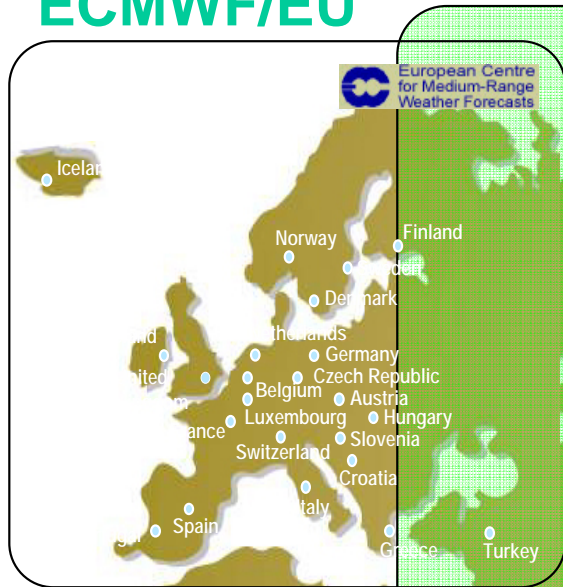 ECMWF/EU
European Centre
for Medium-Range
Weather Forecasts
Norway
Finland
Denmark
Germany
Czech Republic
Belgium
Austria
Luxembourg
Hungary
Switzerland
Slovenia
Croatia
Italy
Spain
Greece
Turkey